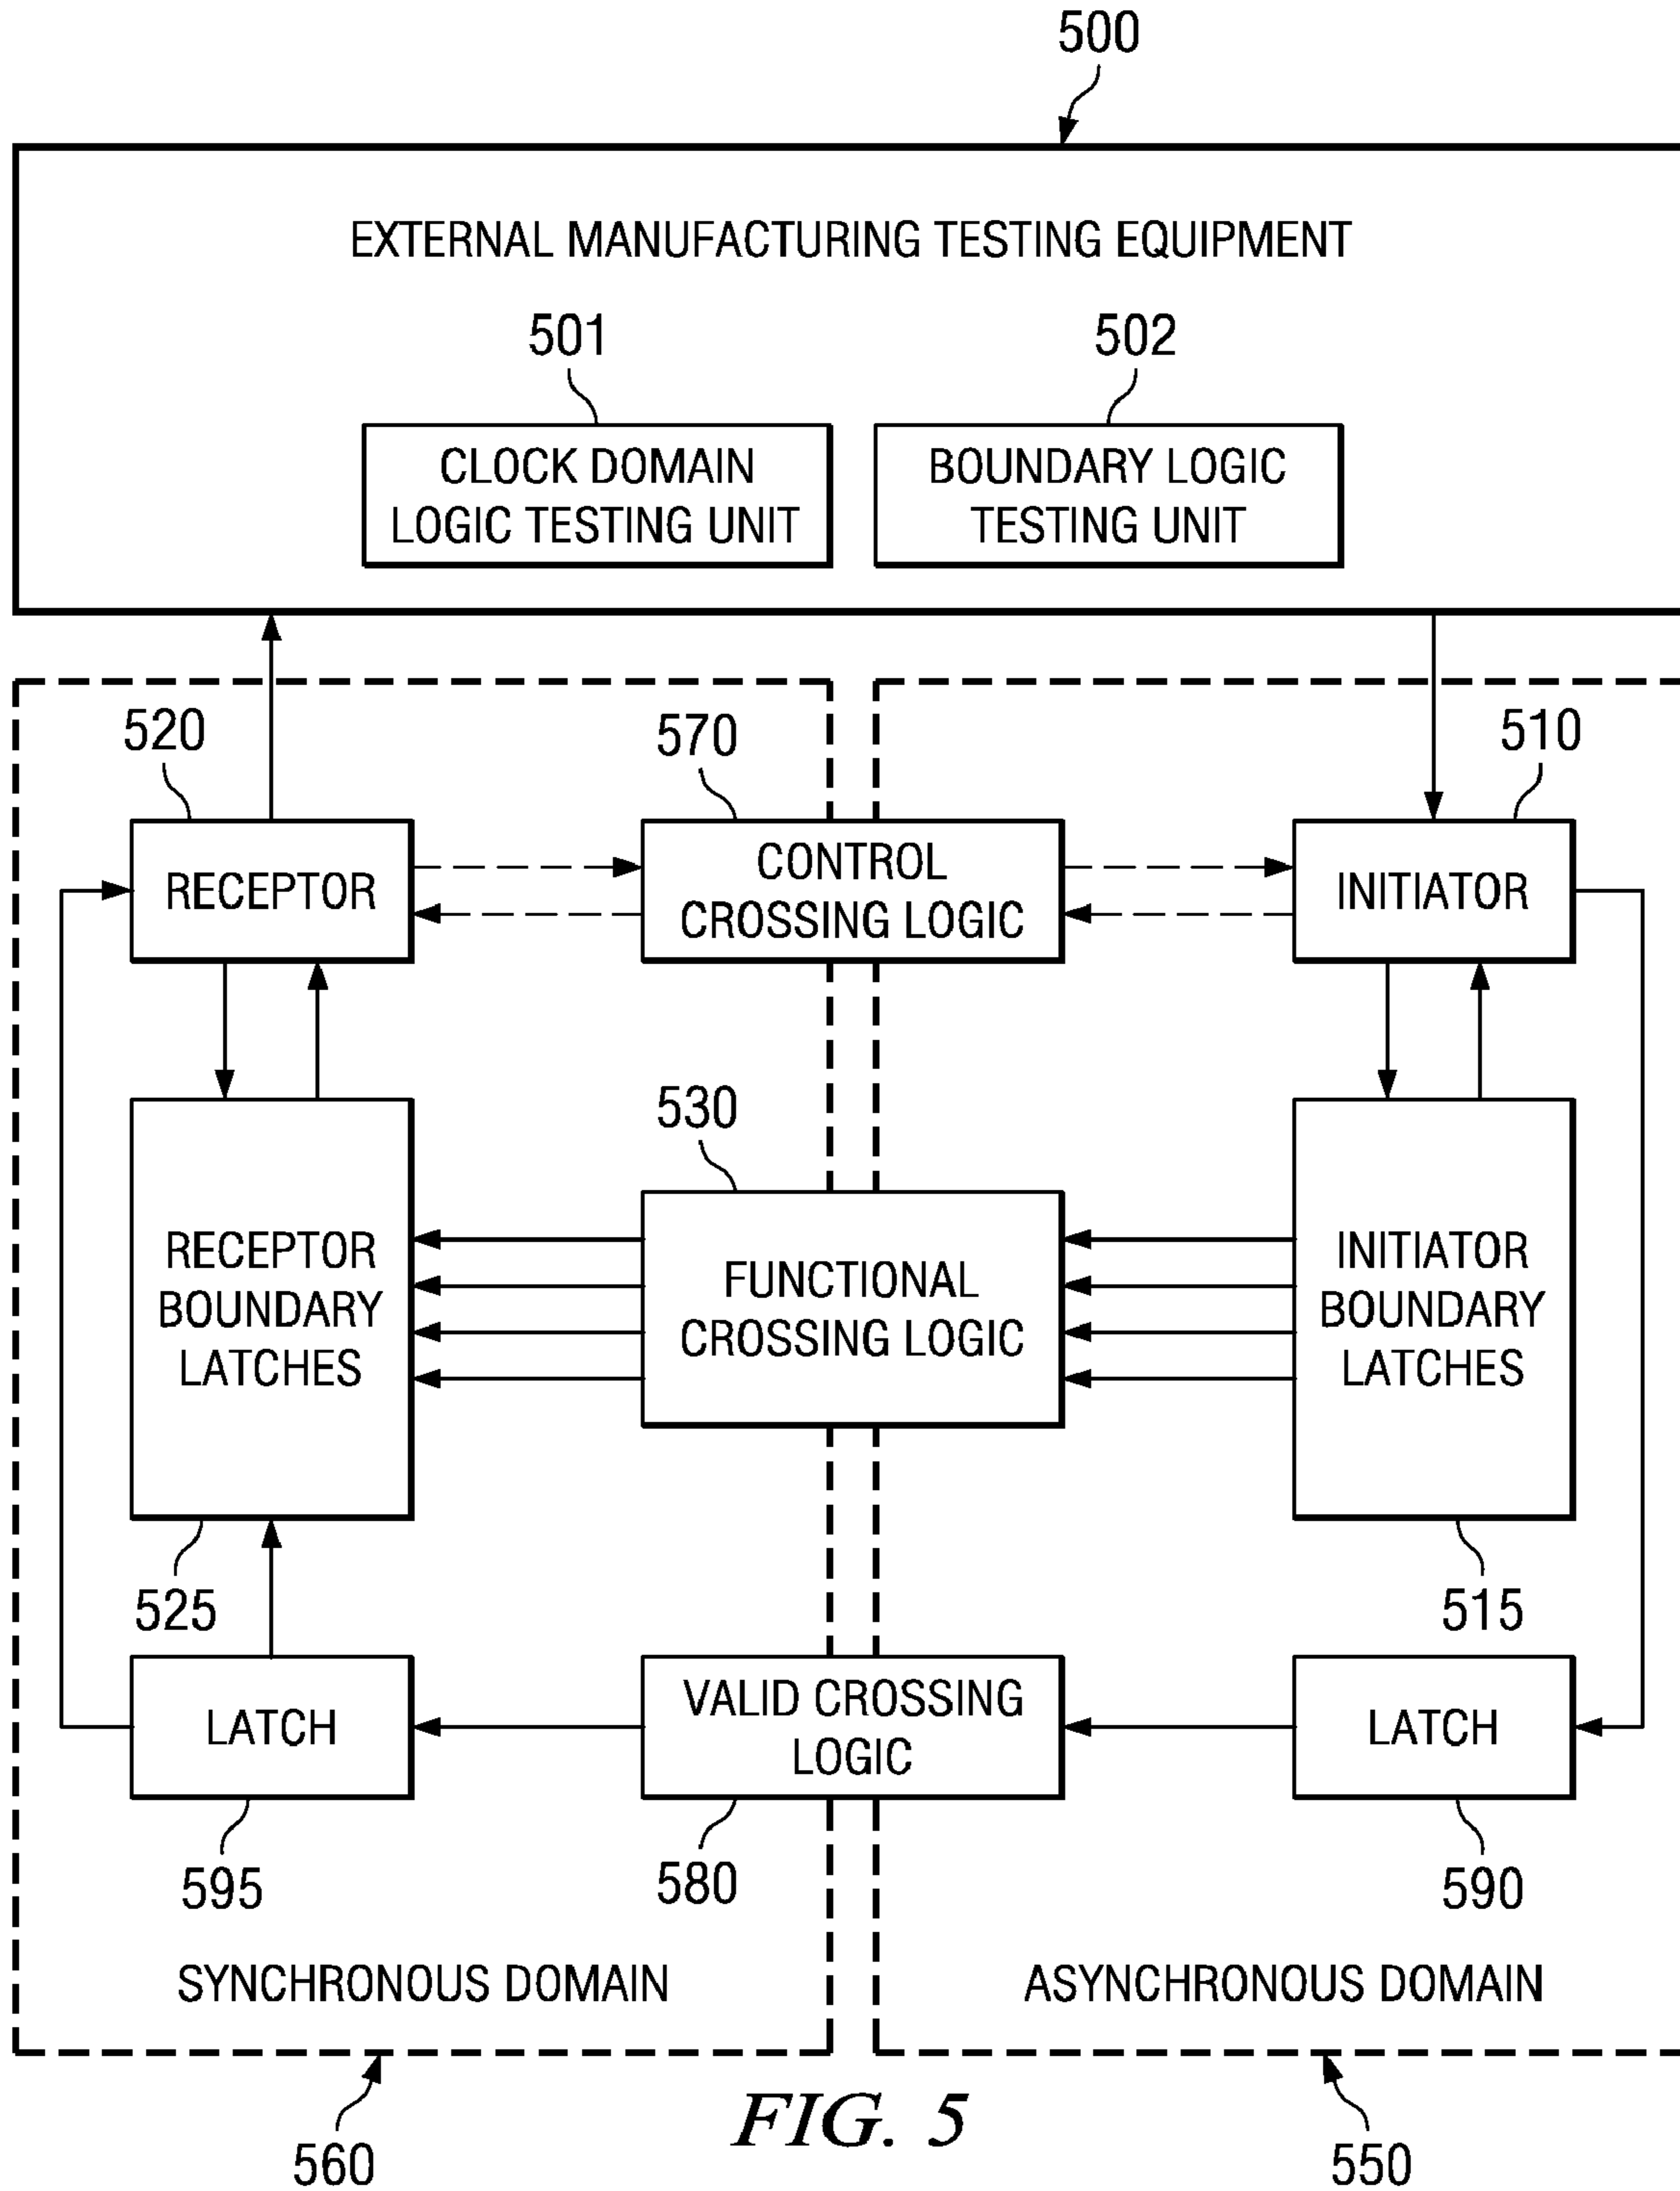 500
EXTERNAL MANUFACTURING TESTING EQUIPMENT
501
502
CLOCK DOMAIN
LOGIC TESTING UNIT
BOUNDARY LOGIC
TESTING UNIT
520
570
510
RECEPTOR
CONTROL
CROSSING LOGIC
INITIATOR
530
RECEPTOR
BOUNDARY
LATCHES
FUNCTIONAL
CROSSING LOGIC
INITIATOR
BOUNDARY
LATCHES
525
515
LATCH
VALID CROSSING
LOGIC
LATCH
595
580
590
SYNCHRONOUS DOMAIN
ASYNCHRONOUS DOMAIN
560
FIG. 5
550